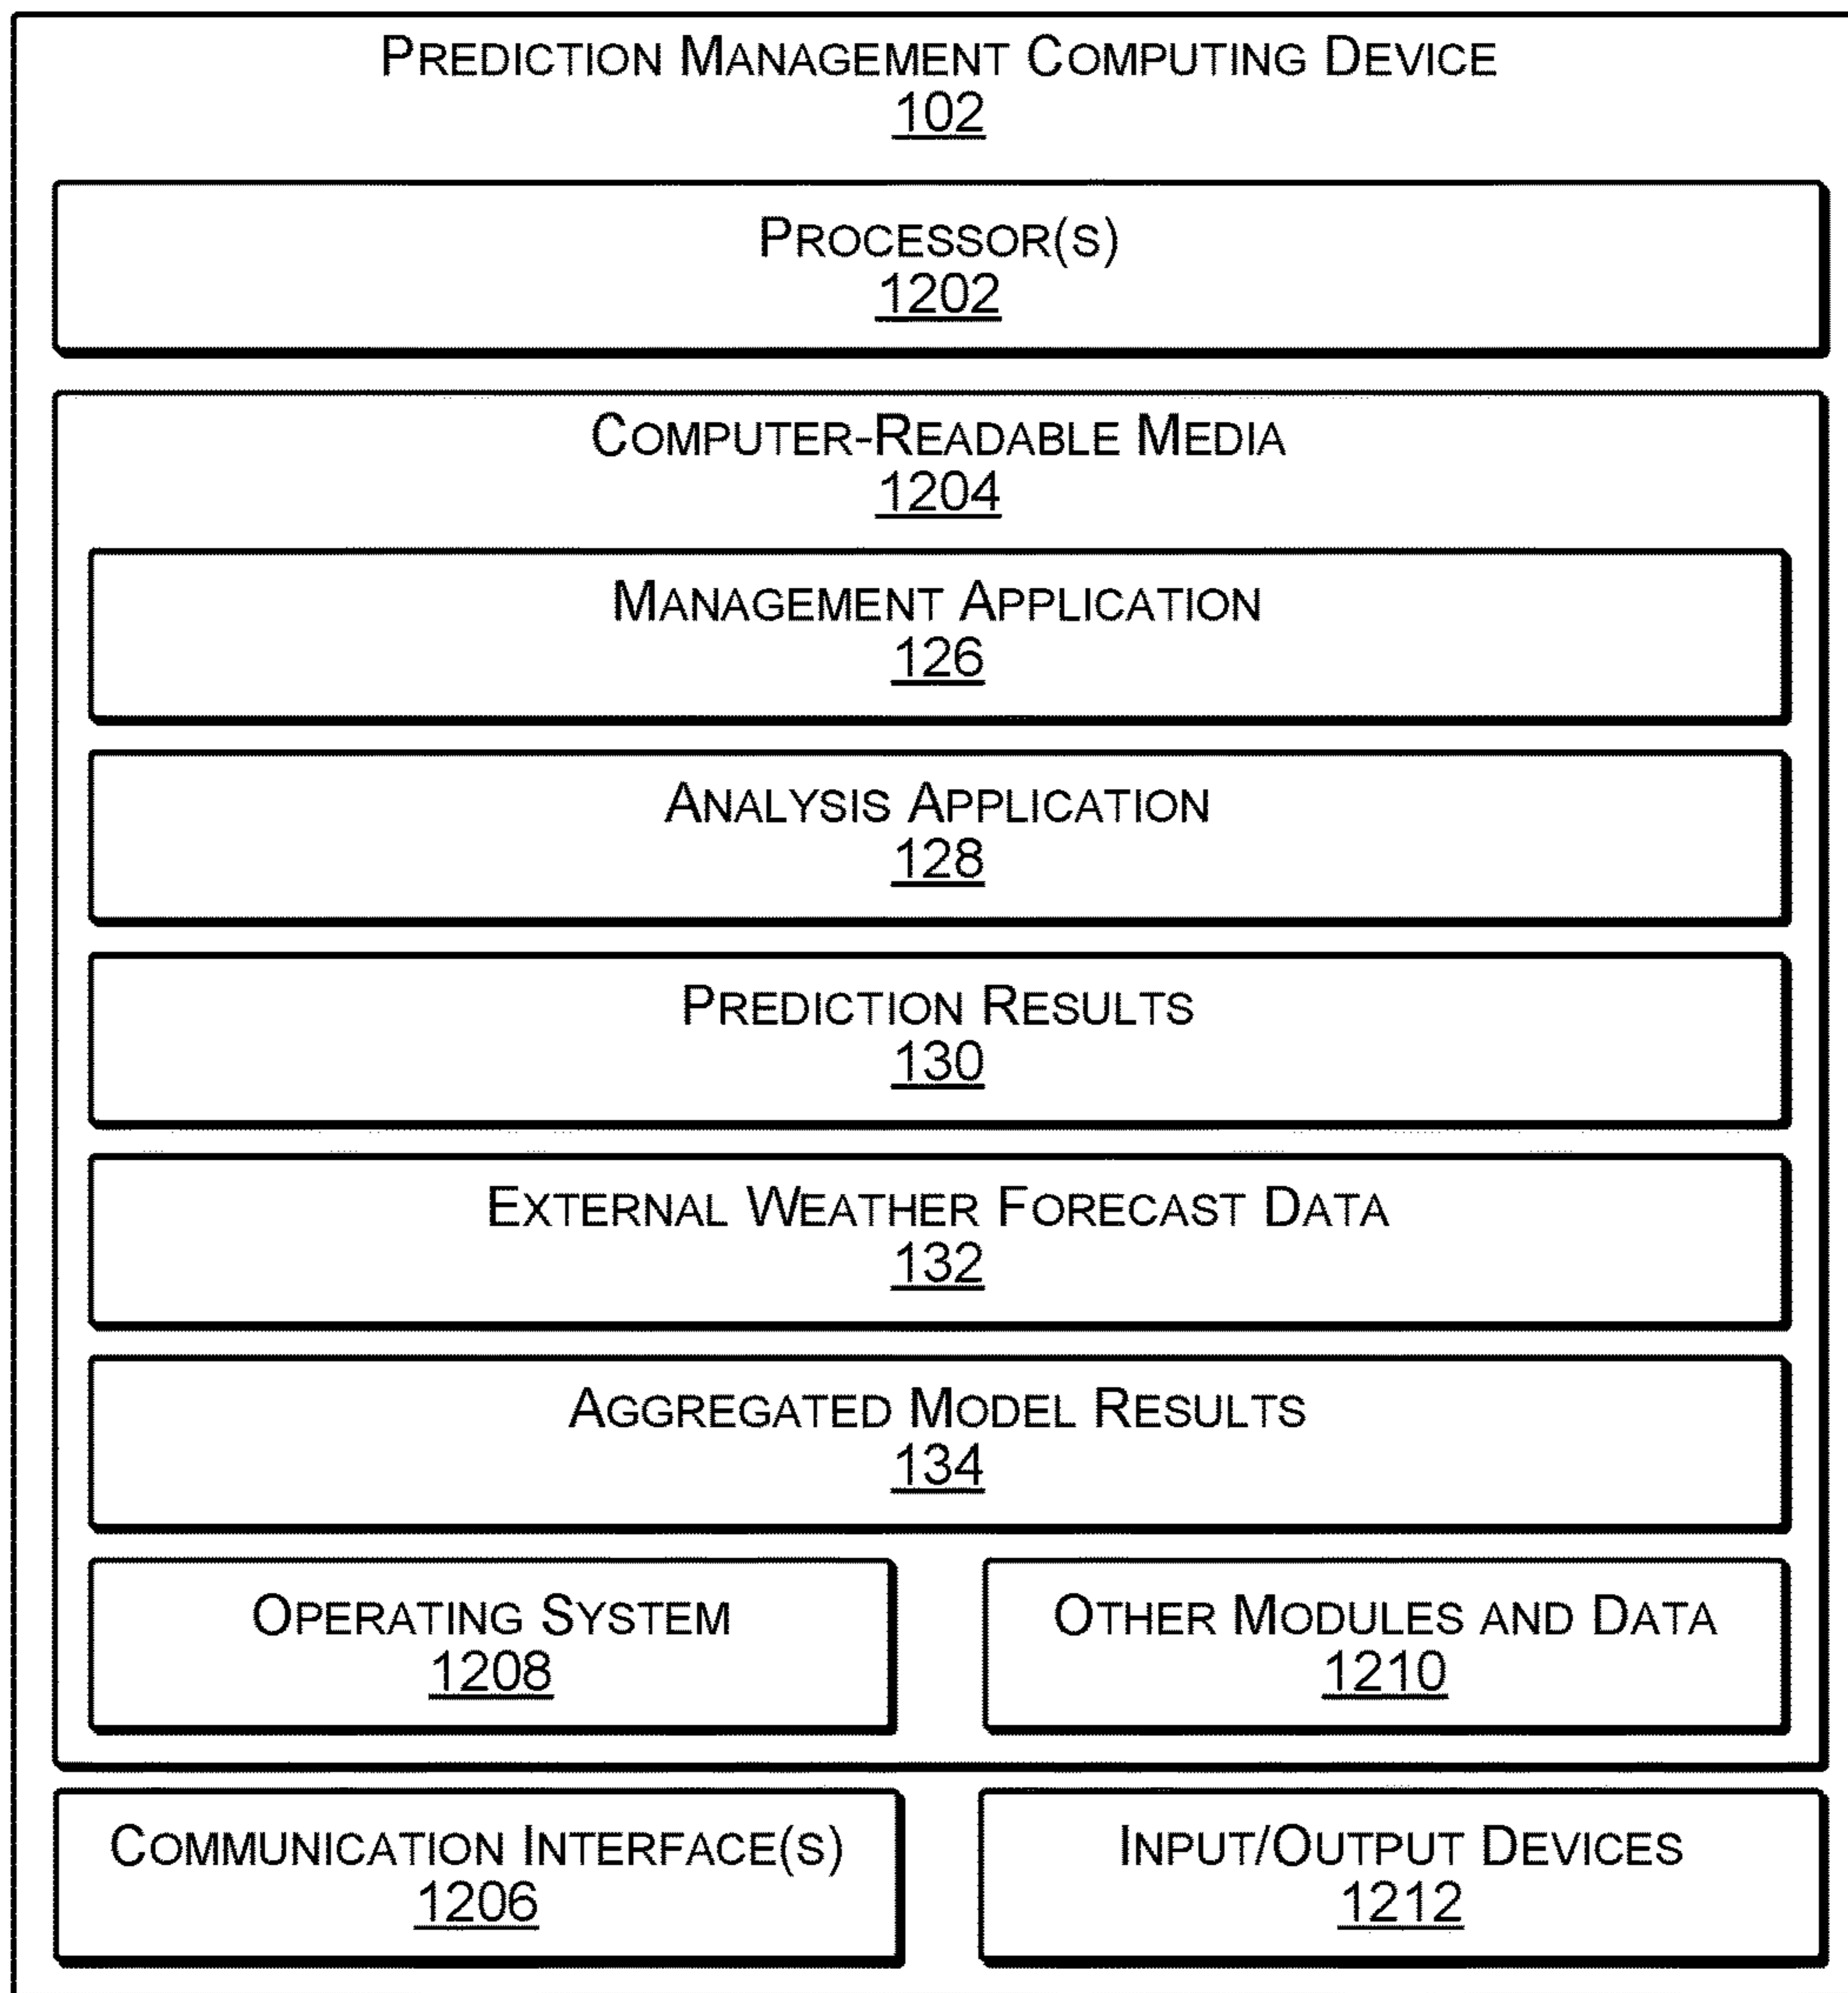 PREDICTION MANAGEMENT COMPUTING DEVICE
102
PROCESSOR(S)
1202
COMPUTER-READABLE MEDIA
1204
MANAGEMENT APPLICATION
126
ANALYSIS APPLICATION
128
PREDICTION RESULTS
130
EXTERNAL WEATHER FORECAST DATA
132
AGGREGATED MODEL RESULTS
134
OPERATING SYSTEM
1208
OTHER MODULES AND DATA
1210
COMMUNICATION INTERFACE(S)
1206
INPUT/OUTPUT DEVICES
1212